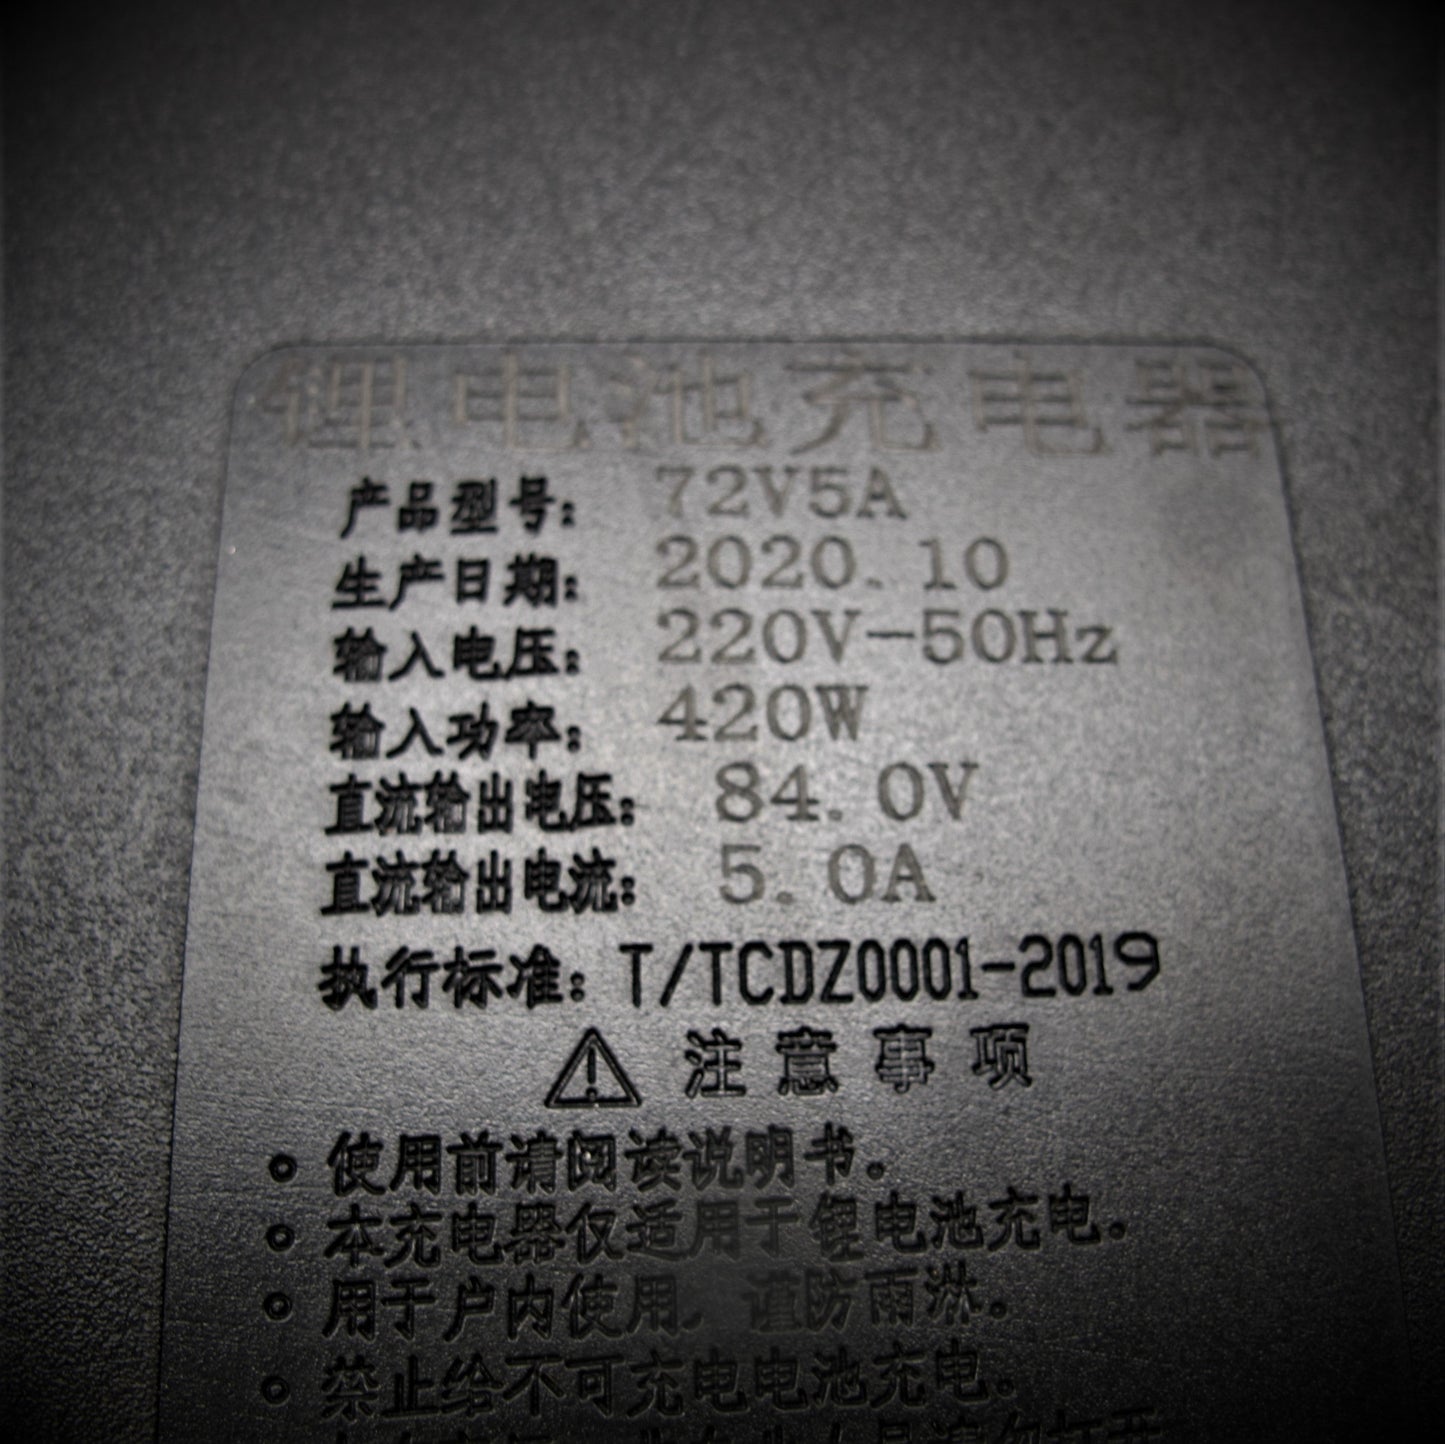 锂电池充电器
产品型号: 72V5A
生产日期: 2020.10
输入电压: 220V-50Hz
输入功率: 420W
直流输出电压: 84.0V
直流输出电流: 5.0A
执行标准: T/TCDZ0001-2019
注意事项
使用前请阅读说明书。
本充电器仅适用于锂电池充电。
用于户内使用，谨防雨淋。
禁止给不可充电电池充电。